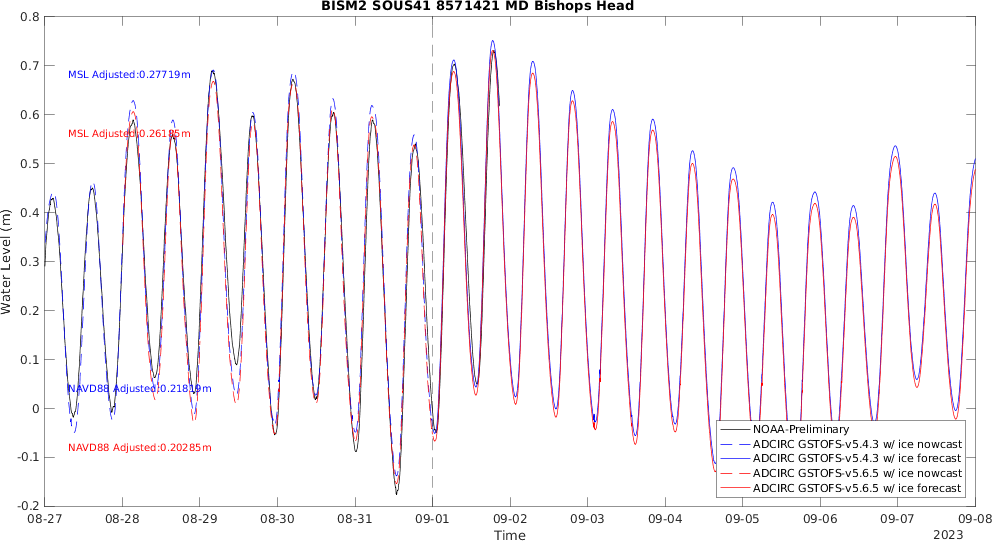 BISM2 SOUS41 8571421 MD Bishops Head
0.8
0.7
0.6
0.5
0.4
0.3
0.2
0.1
0
-0.1
-0.2
Water Level (m)
MSL Adjusted:0.27719m
MSL Adjusted:0.26185m
NAVD88 Adjusted:0.21819m
NAVD88 Adjusted:0.20285m
NOAA-Preliminary
ADCIRC GSTOFS-v5.4.3 w/ ice nowcast
ADCIRC GSTOFS-v5.4.3 w/ ice forecast
ADCIRC GSTOFS-v5.6.5 w/ ice nowcast
ADCIRC GSTOFS-v5.6.5 w/ ice forecast
08-27 08-28 08-29 08-30 08-31 09-01 09-02 09-03 09-04 09-05 09-06 09-07 09-08
Time
2023